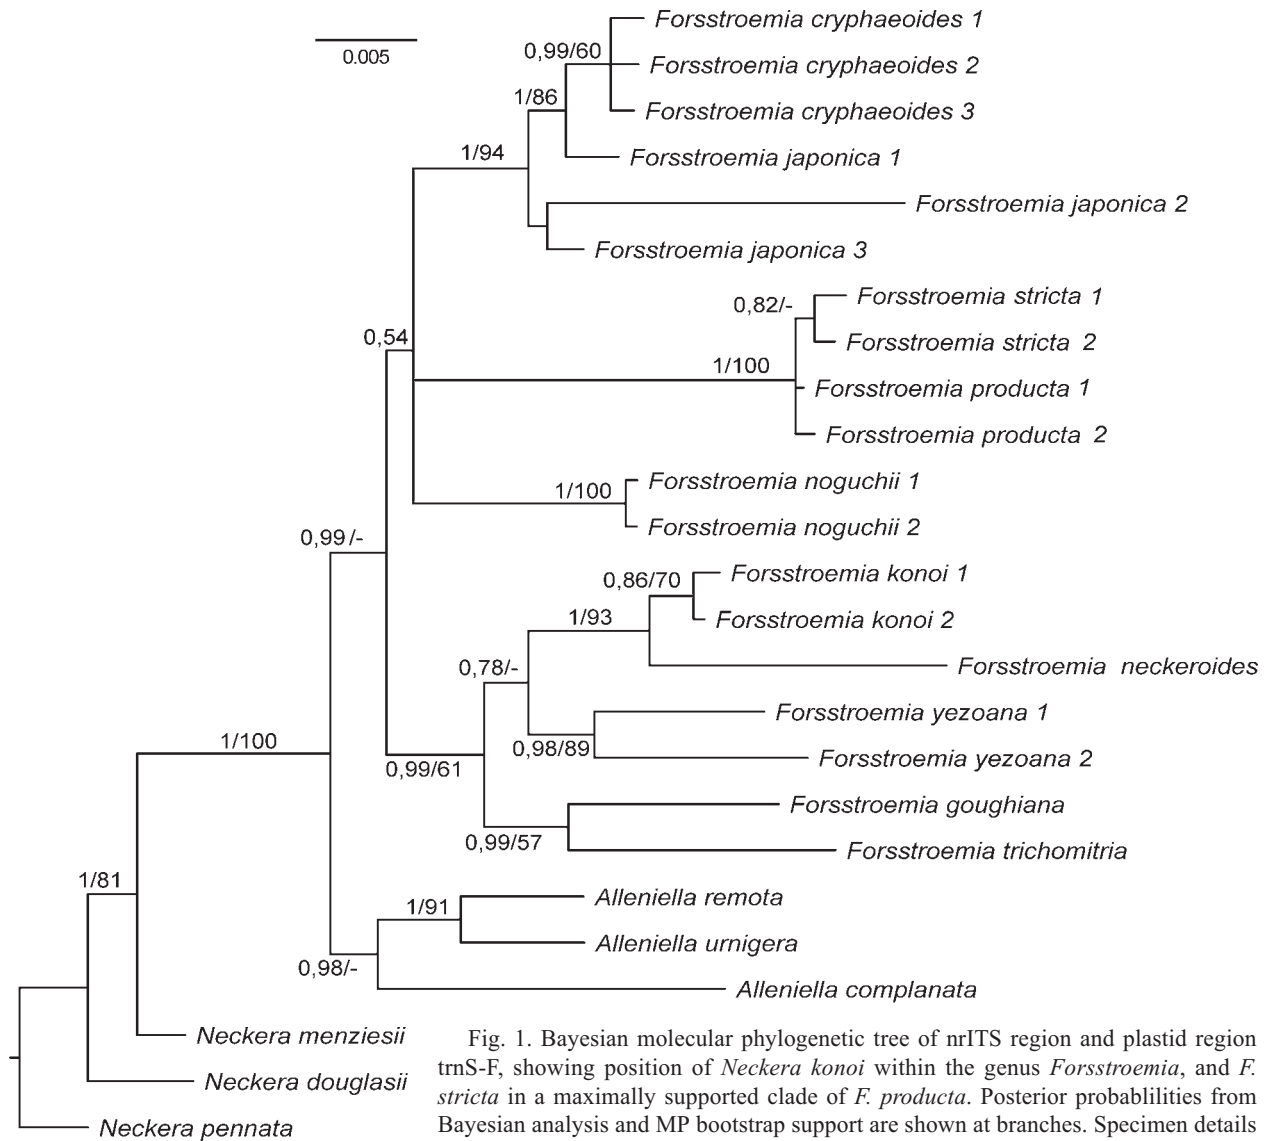 Forsstroemia cryphaeoides 1
0.005
0,99/60
Forsstroemia cryphaeoides 2
1/86
Forsstroemia cryphaeoides 3
1/94
Forsstroemia japonica 1
Forsstroemia japonica 2
Forsstroemia japonica 3
0,82/-
Forsstroemia stricta 1
0,54
Forsstroemia stricta 2
1/100
Forsstroemia producta 1
Forsstroemia producta 2
Forsstroemia noguchii 1
1/100
Forsstroemia noguchii 2
0,99/-
Forsstroemia konoi 1
0,86/70
1/93
Forsstroemia konoi 2
0,78/-
Forsstroemia neckeroides
Forsstroemia yezoana 1
1/100
0,98/89
Forsstroemia yezoana 2
0,99/61
Forsstroemia goughiana
0,99/57
Forsstroemia trichomitria
1/81
Alleniella remota
1/91
Alleniella urnigera
0,98/-
Alleniella complanata
Neckera menziesii
Neckera douglasii
Neckera pennata
Fig. 1. Bayesian molecular phylogenetic tree of nrITS region and plastid region
trnS-F, showing position of Neckera konoi within the genus Forsstroemia, and F.
stricta in a maximally supported clade of F. producta. Posterior probablilities from
Bayesian analysis and MP bootstrap support are shown at branches. Specimen details